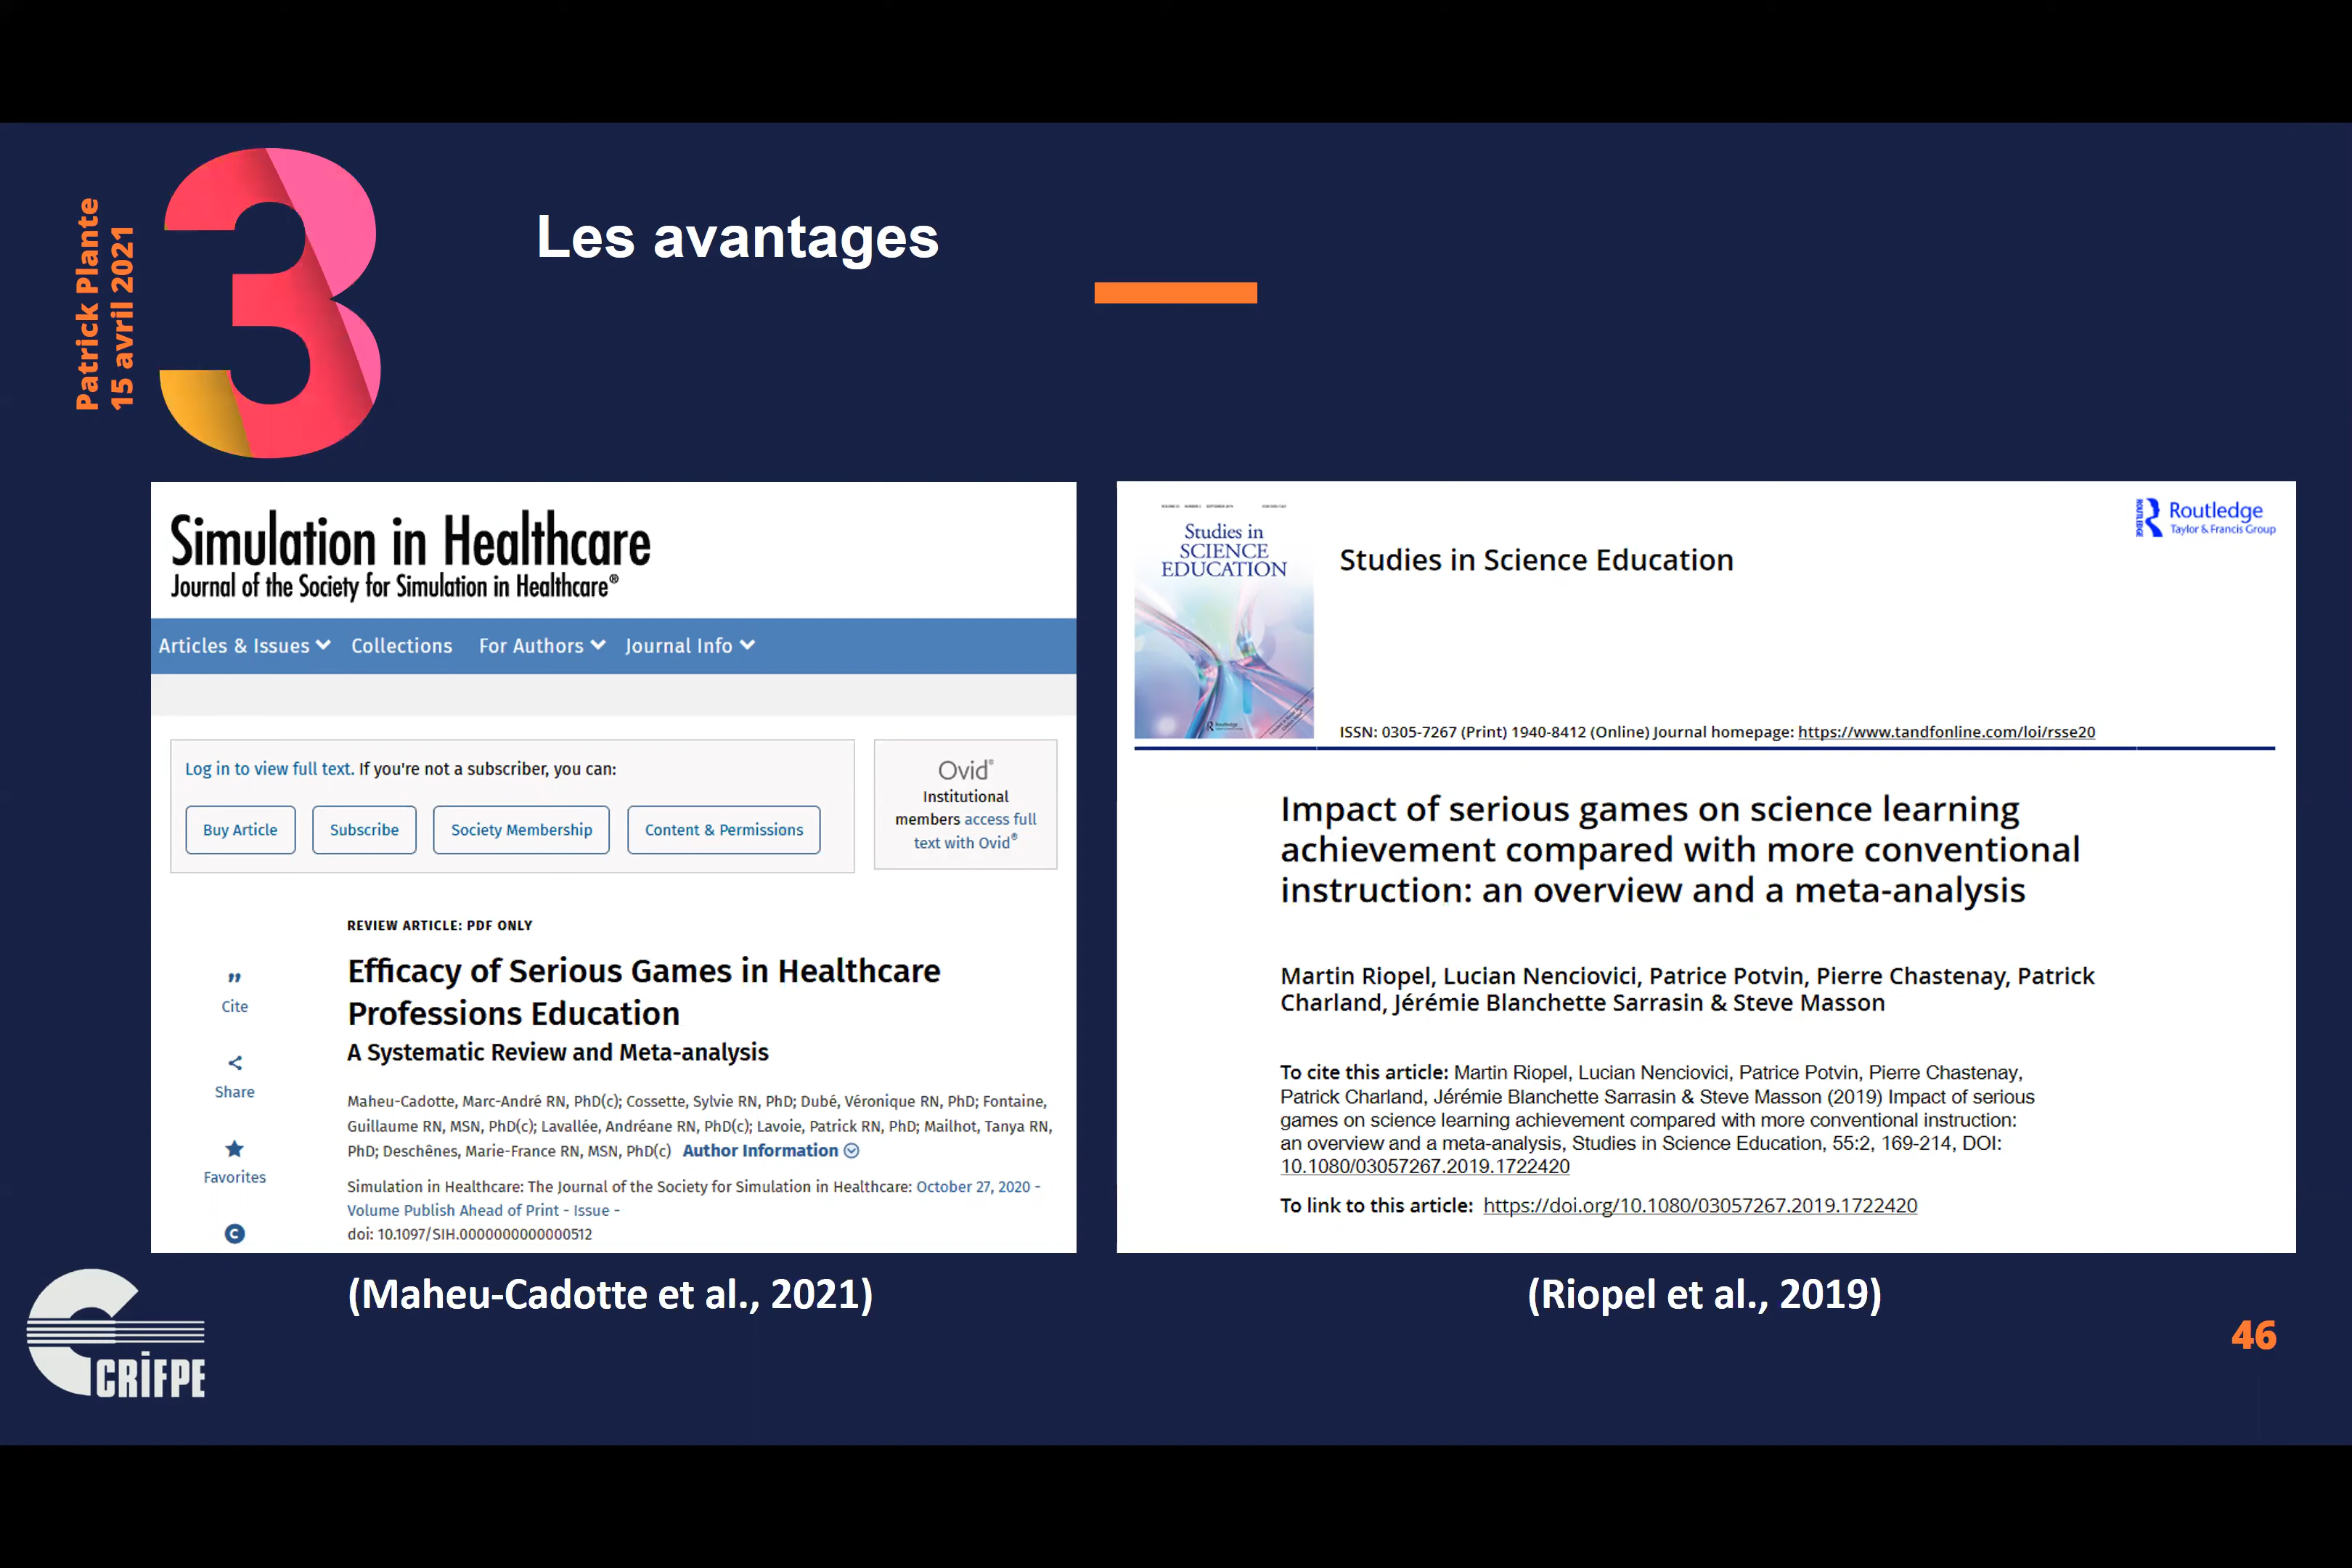 Patrick Plante
15 avril 2021
3
Les avantages
Simulation in Healthcare
Journal of the Society for Simulation in Healthcare®
Articles & Issues Collections For Authors Journal Info
Log in to view full text. If you're not a subscriber, you can:
Buy Article Subscribe Society Membership Content & Permissions
Ovid®
Institutional
members access full
text with Ovid®
REVIEW ARTICLE: PDF ONLY
Efficacy of Serious Games in Healthcare
Professions Education
A Systematic Review and Meta-analysis
Cite
Share
Favorites
Maheu-Cadotte, Marc-André RN, PhD(c); Cossette, Sylvie RN, PhD; Dubé, Véronique RN, PhD; Fontaine,
Guillaume RN, MSN, PhD(c); Lavallée, Andréane RN, PhD(c); Lavoie, Patrick RN, PhD; Mailhot, Tanya RN,
PhD; Deschênes, Marie-France RN, MSN, PhD(c) Author Information
Simulation in Healthcare: The Journal of the Society for Simulation in Healthcare: October 27, 2020 -
Volume Publish Ahead of Print - Issue -
doi: 10.1097/SIH.0000000000000512
(Maheu-Cadotte et al., 2021)
Studies in
SCIENCE
EDUCATION
Studies in Science Education
ROUTLEDGE
Routledge
Taylor & Francis Group
ISSN: 0305-7267 (Print) 1940-8412 (Online) Journal homepage: https://www.tandfonline.com/loi/rsse20
Impact of serious games on science learning
achievement compared with more conventional
instruction: an overview and a meta-analysis
Martin Riopel, Lucian Nenciovici, Patrice Potvin, Pierre Chastenay, Patrick
Charland, Jérémie Blanchette Sarrasin & Steve Masson
To cite this article: Martin Riopel, Lucian Nenciovici, Patrice Potvin, Pierre Chastenay,
Patrick Charland, Jérémie Blanchette Sarrasin & Steve Masson (2019) Impact of serious
games on science learning achievement compared with more conventional instruction:
an overview and a meta-analysis, Studies in Science Education, 55:2, 169-214, DOI:
10.1080/03057267.2019.1722420
To link to this article: https://doi.org/10.1080/03057267.2019.1722420
(Riopel et al., 2019)
CRIFPE
46